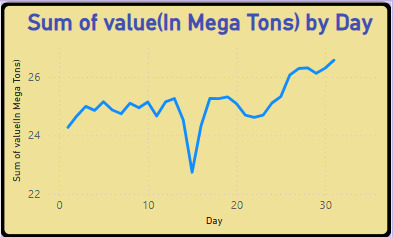 Sum of value(In Mega Tons) by Day
26
24
22
Sum of value(In Mega Tons)
0 10 20 30
Day